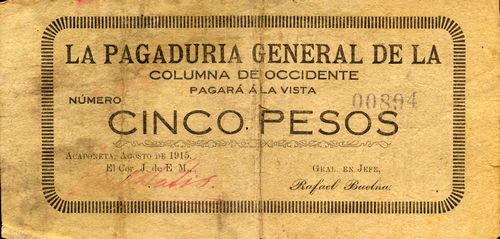 LA PAGADURIA GENERAL DE LA
COLUMNA DE OCCIDENTE
PAGARÁ Á LA VISTA
NÚMERO 00894
CINCO PESOS
ACAPONETA, AGOSTO DE 1915.
El Cor. J. de E. M., GRAL. EN JEFE,
Rafael Buelna.